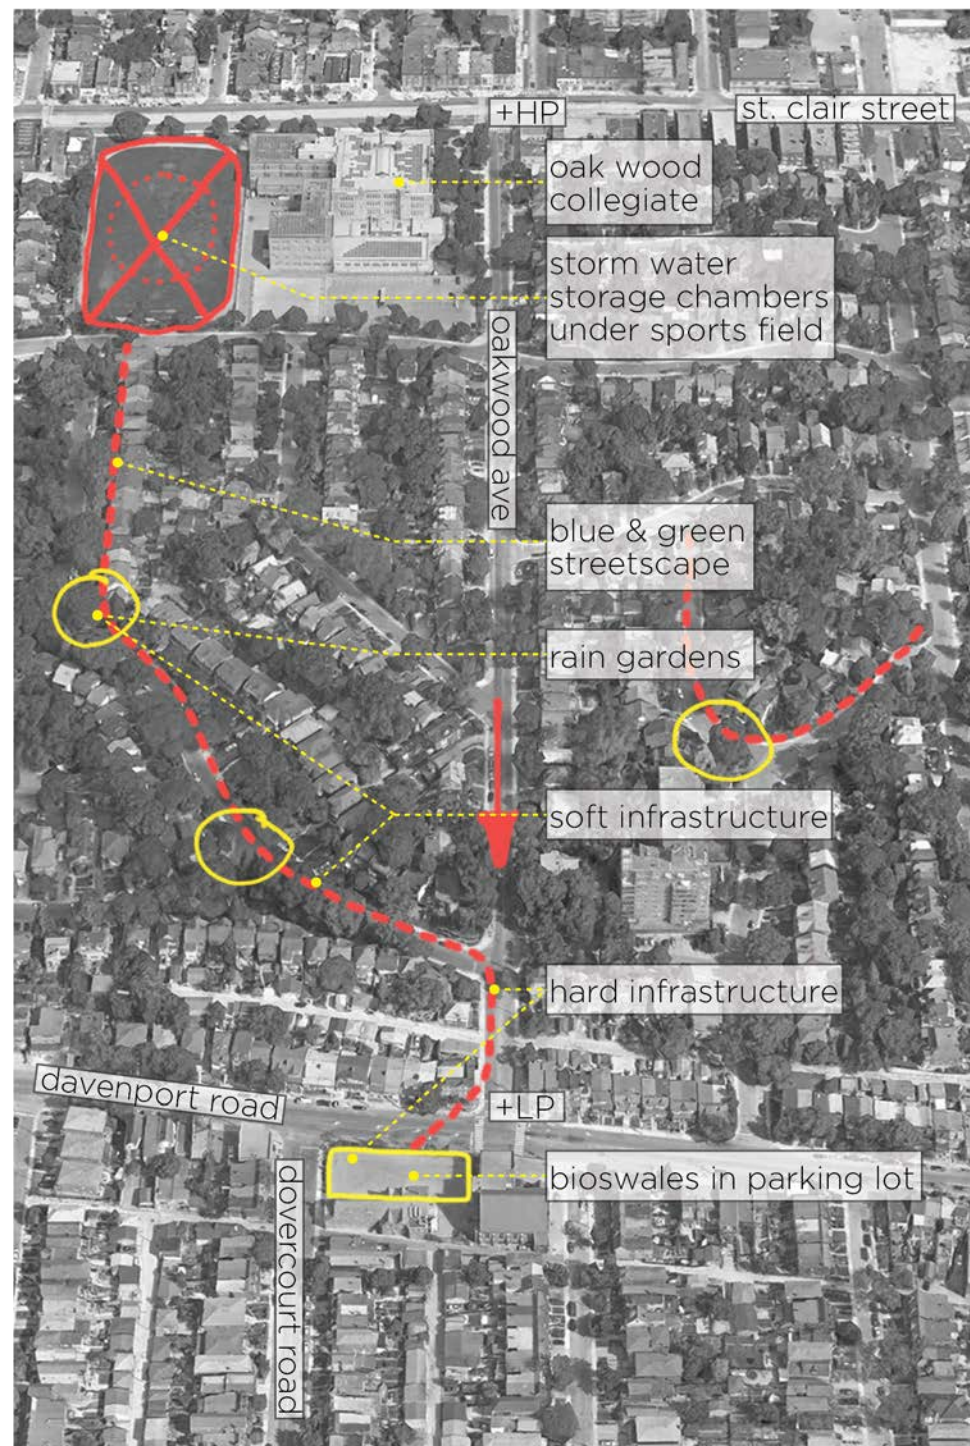 +HP
st. clair street
oak wood
collegiate
storm water
storage chambers
under sports field
oakwood ave
blue & green
streetscape
rain gardens
soft infrastructure
hard infrastructure
davenport road
+LP
bioswales in parking lot
dovercourt road